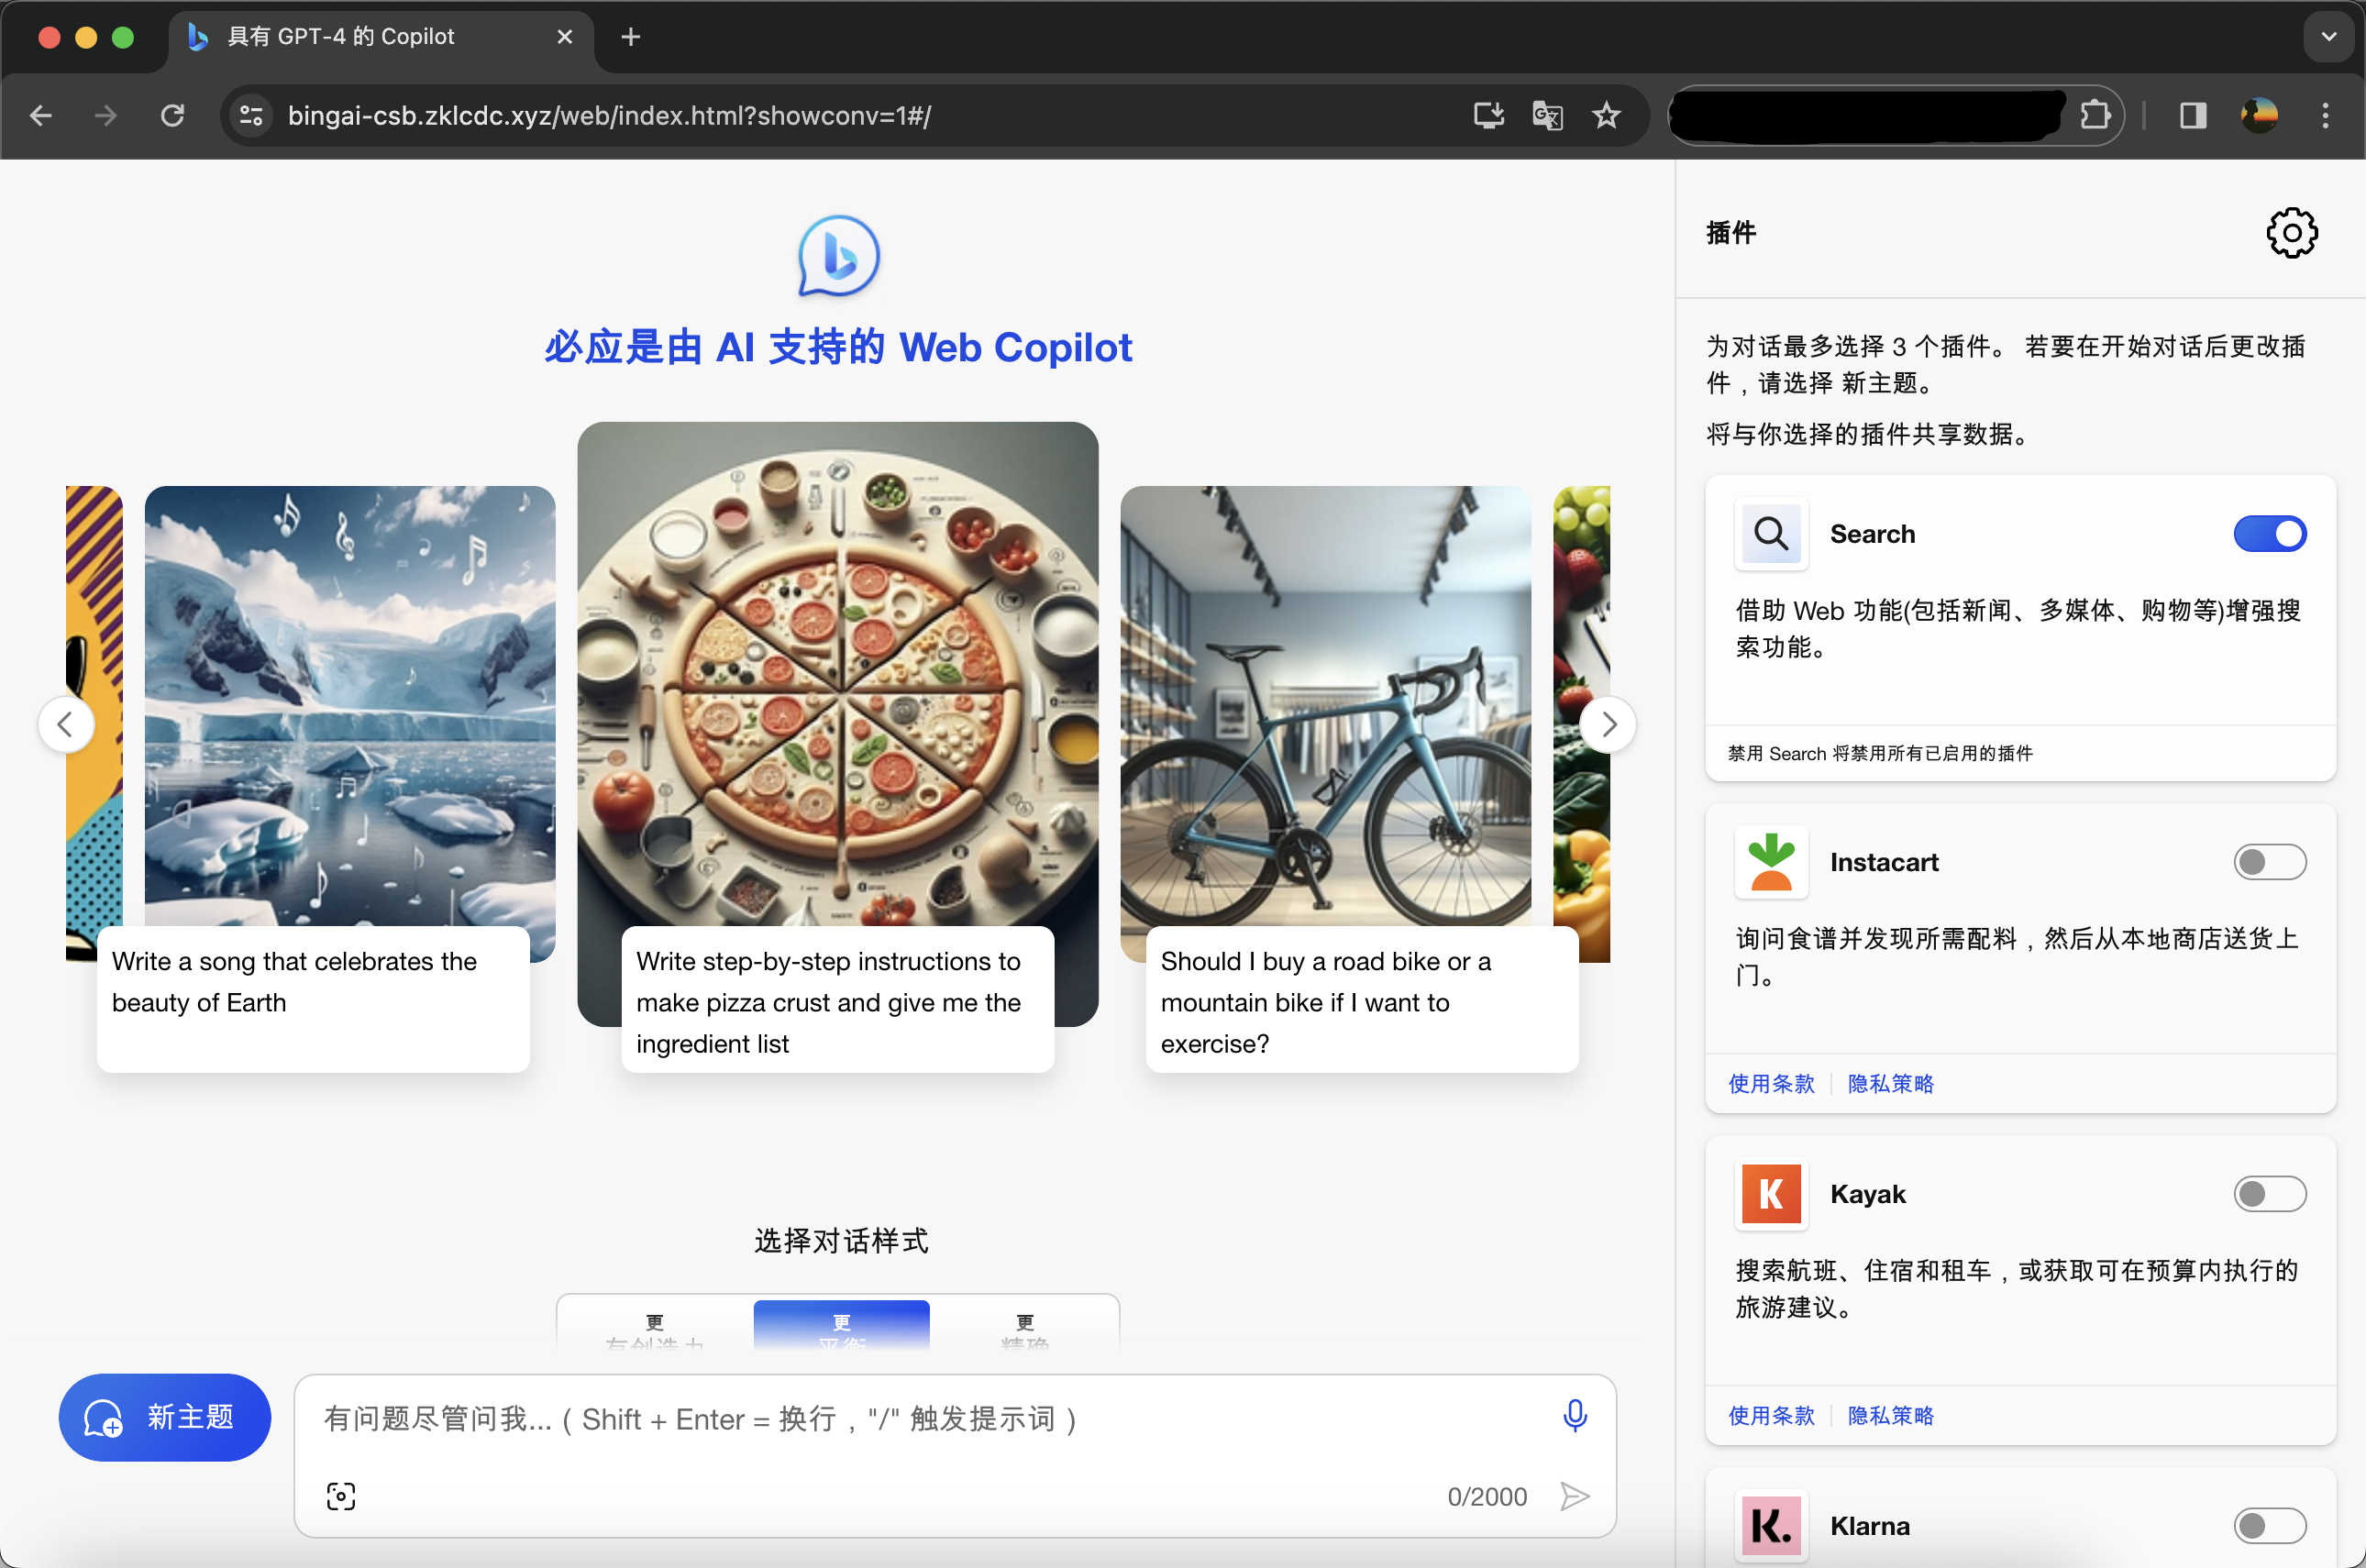 具有 GPT-4 的 Copilot
bingai-csb.zklcdc.xyz/web/index.html?showconv=1#/
必应是由 AI 支持的 Web Copilot
Write a song that celebrates the
beauty of Earth
Write step-by-step instructions to
make pizza crust and give me the
ingredient list
Should I buy a road bike or a
mountain bike if I want to
exercise?
选择对话样式
更
有创造力
更
平衡
更
精确
新主题
有问题尽管问我... ( Shift + Enter = 换行，"/" 触发提示词 )
0/2000
插件
为对话最多选择 3 个插件。 若要在开始对话后更改插
件，请选择 新主题。
将与你选择的插件共享数据。
Search
借助 Web 功能(包括新闻、多媒体、购物等)增强搜
索功能。
禁用 Search 将禁用所有已启用的插件
Instacart
询问食谱并发现所需配料，然后从本地商店送货上
门。
使用条款 | 隐私策略
K
Kayak
搜索航班、住宿和租车，或获取可在预算内执行的
旅游建议。
使用条款 | 隐私策略
K.
Klarna